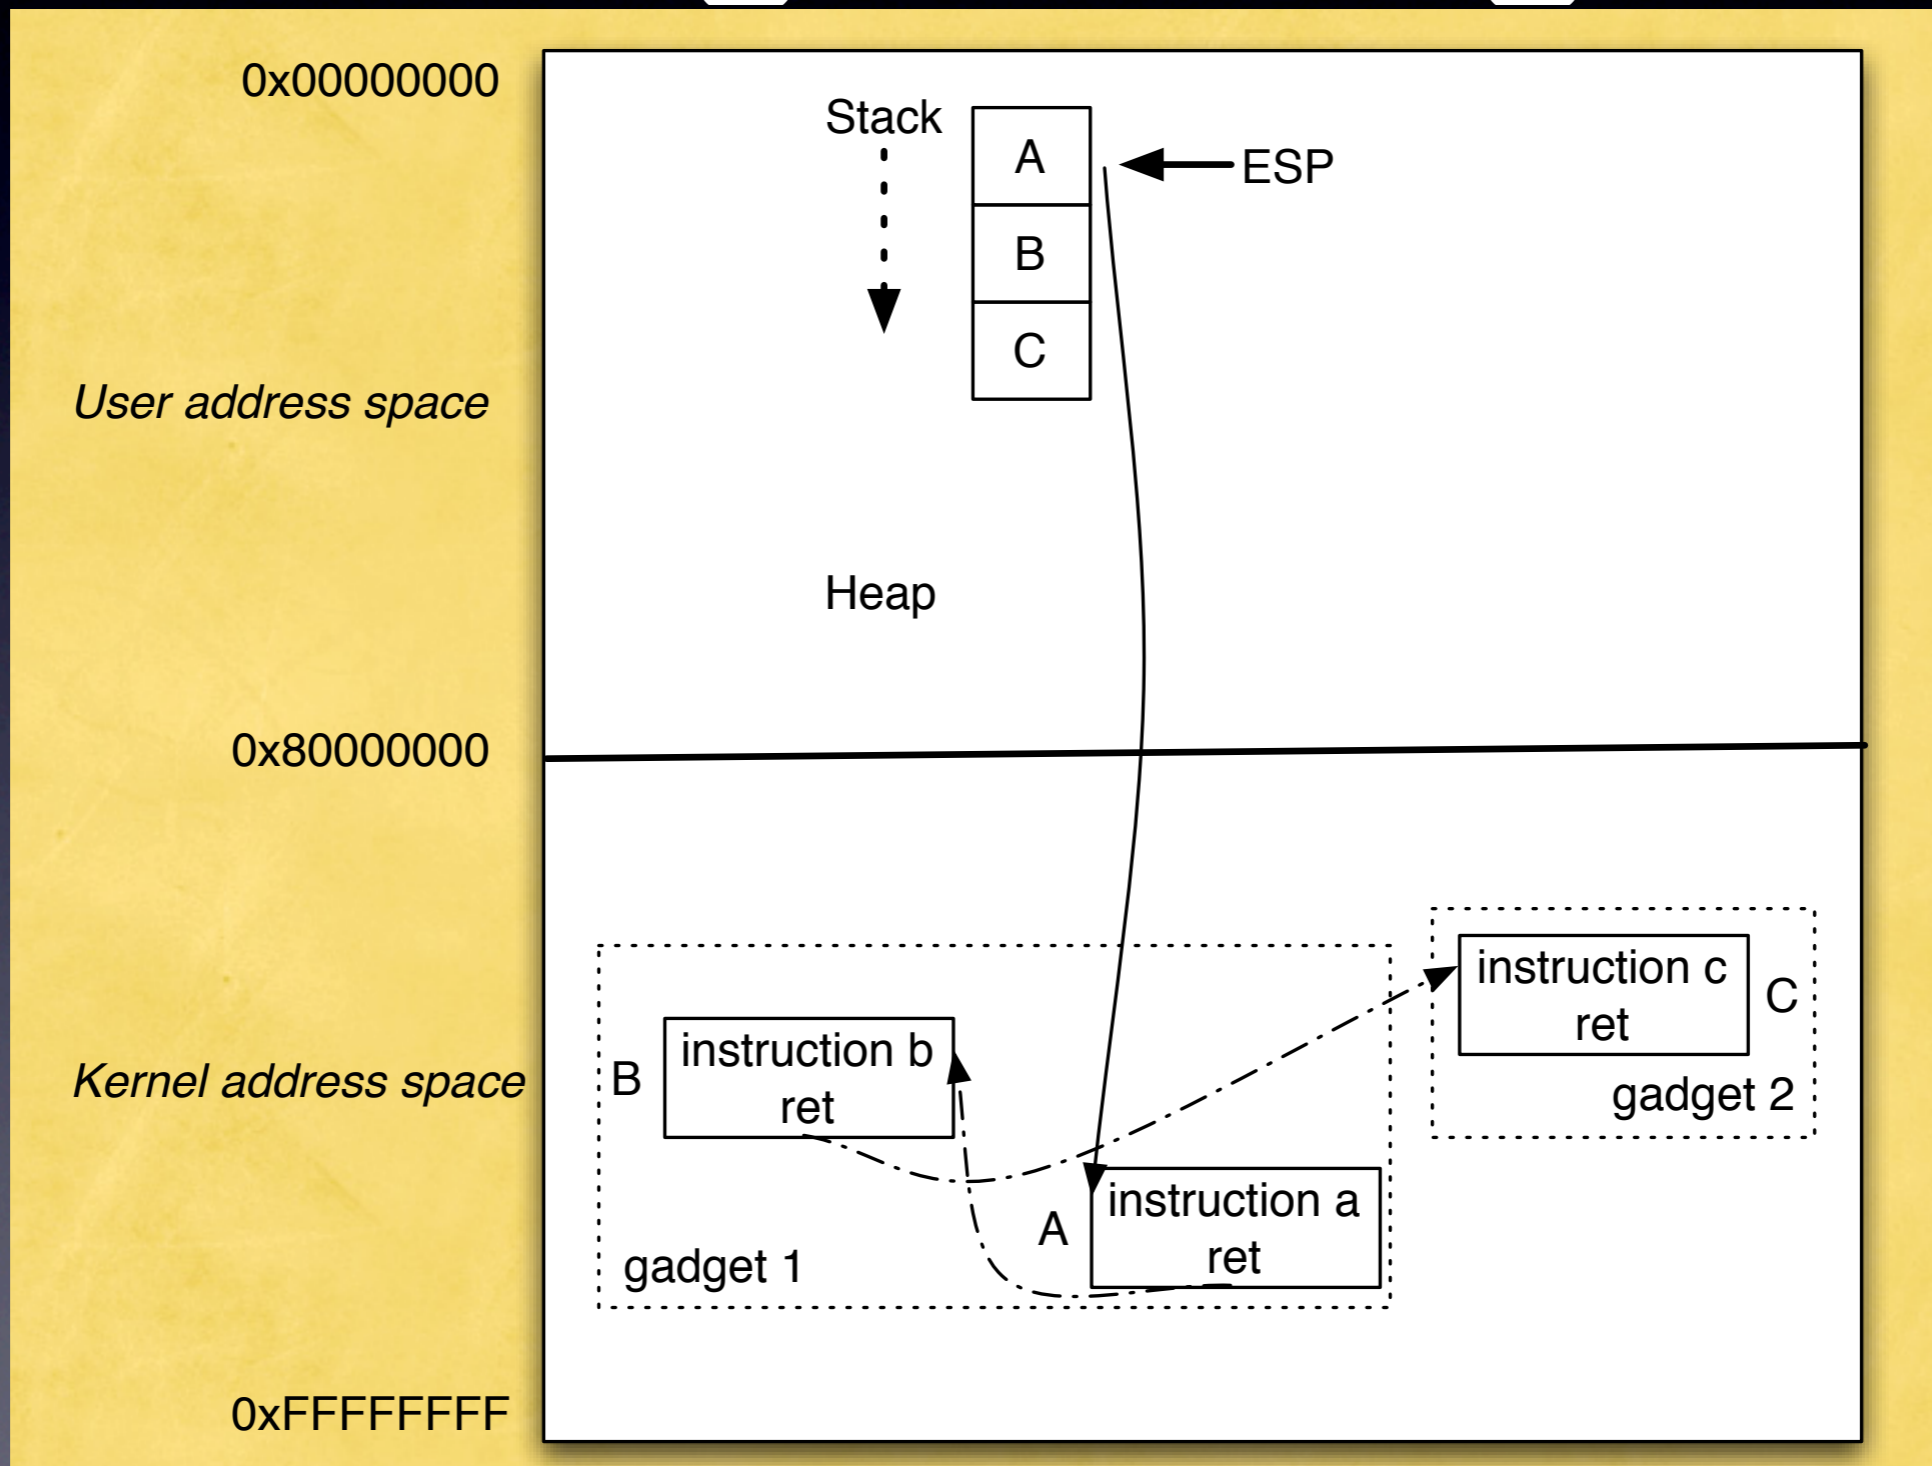 0x00000000
Stack
A
ESP
B
C
User address space
Heap
0x80000000
instruction c
ret
C
gadget 2
Kernel address space
B
instruction b
ret
A
instruction a
ret
gadget 1
0xFFFFFFFF